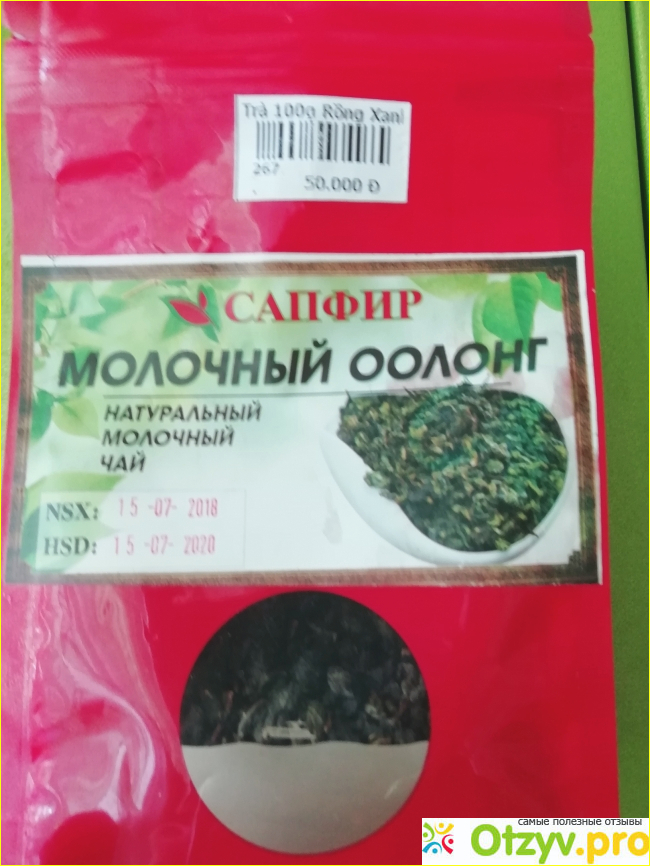 Trà 100g Rồng Xan
267
50.000 Đ
САПФИР
МОЛОЧНЫЙ ООЛОНГ
НАТУРАЛЬНЫЙ
МОЛОЧНЫЙ
ЧАЙ
NSX: 15 -07- 2018
HSD: 15 -07- 2020
самые полезные отзывы
Otzyv.pro